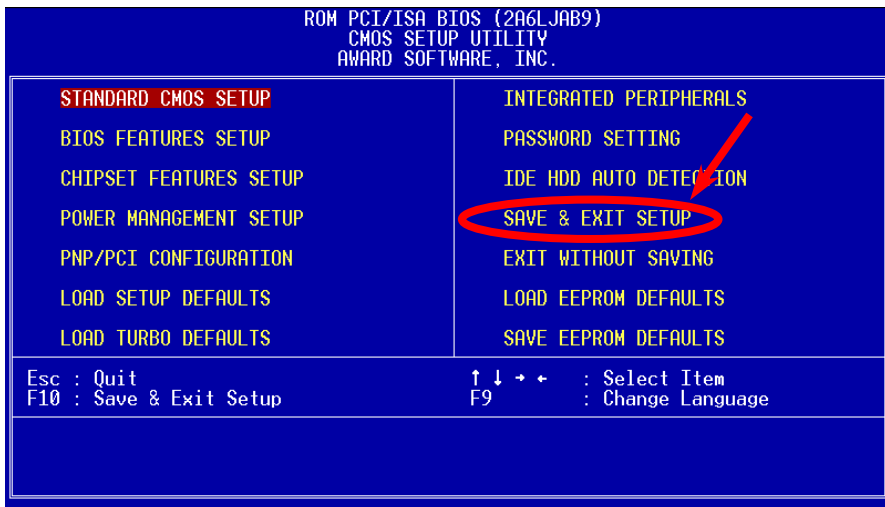 ROM PCI/ISA BIOS (2A6LJAB9)
CMOS SETUP UTILITY
AWARD SOFTWARE, INC.
STANDARD CMOS SETUP
BIOS FEATURES SETUP
CHIPSET FEATURES SETUP
POWER MANAGEMENT SETUP
PNP/PCI CONFIGURATION
LOAD SETUP DEFAULTS
LOAD TURBO DEFAULTS
INTEGRATED PERIPHERALS
PASSWORD SETTING
IDE HDD AUTO DETECTION
SAVE & EXIT SETUP
EXIT WITHOUT SAVING
LOAD EEPROM DEFAULTS
SAVE EEPROM DEFAULTS
Esc : Quit
F10 : Save & Exit Setup
↑ ↓ → ← : Select Item
F9 : Change Language